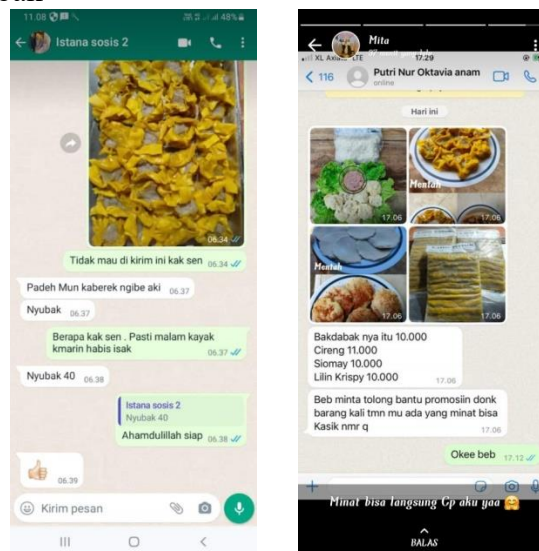 11.08
48%
Istana sosis 2
06.34
Tidak mau di kirim ini kak sen 06.34
Padeh Mun kaberek ngibe aki 06.37
Nyubak 06.37
Berapa kak sen . Pasti malam kayak
kmarin habis isak 06.37
Nyubak 40 06.38
Istana sosis 2
Nyubak 40
Ahamdulillah siap 06.38
06.39
Kirim pesan
Mita
17.29
116
Putri Nur Oktavia anam
online
Hari ini
Mentah
17.06
17.06
Mentah
17.06
Bakdabak nya itu 10.000
Cireng 11.000
Siomay 10.000
Lilin Krispy 10.000
17.06
Beb minta tolong bantu promosiin donk
barang kali tmn mu ada yang minat bisa
Kasik nmr q
17.06
Okee beb 17.12
Minat bisa langsung Cp aku yaa
BALAS